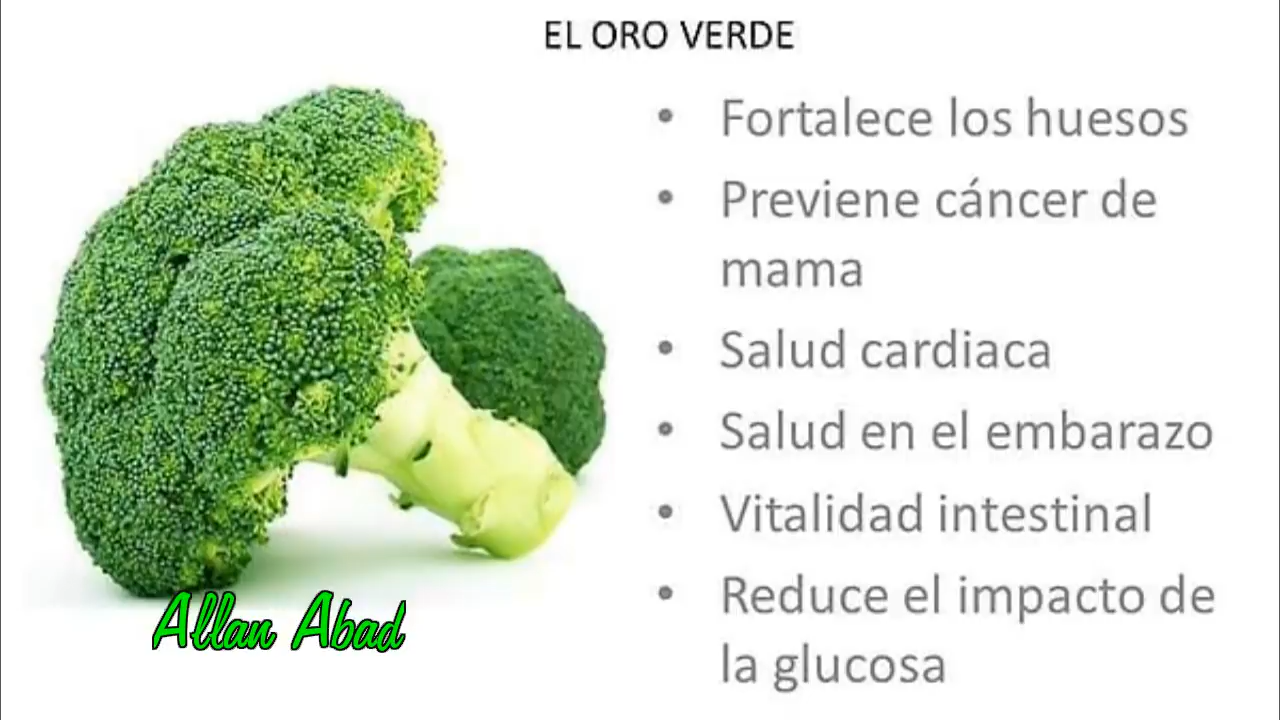 EL ORO VERDE
• Fortalece los huesos
• Previene cáncer de
mama
• Salud cardiaca
• Salud en el embarazo
• Vitalidad intestinal
• Reduce el impacto de
la glucosa
Allan Abad